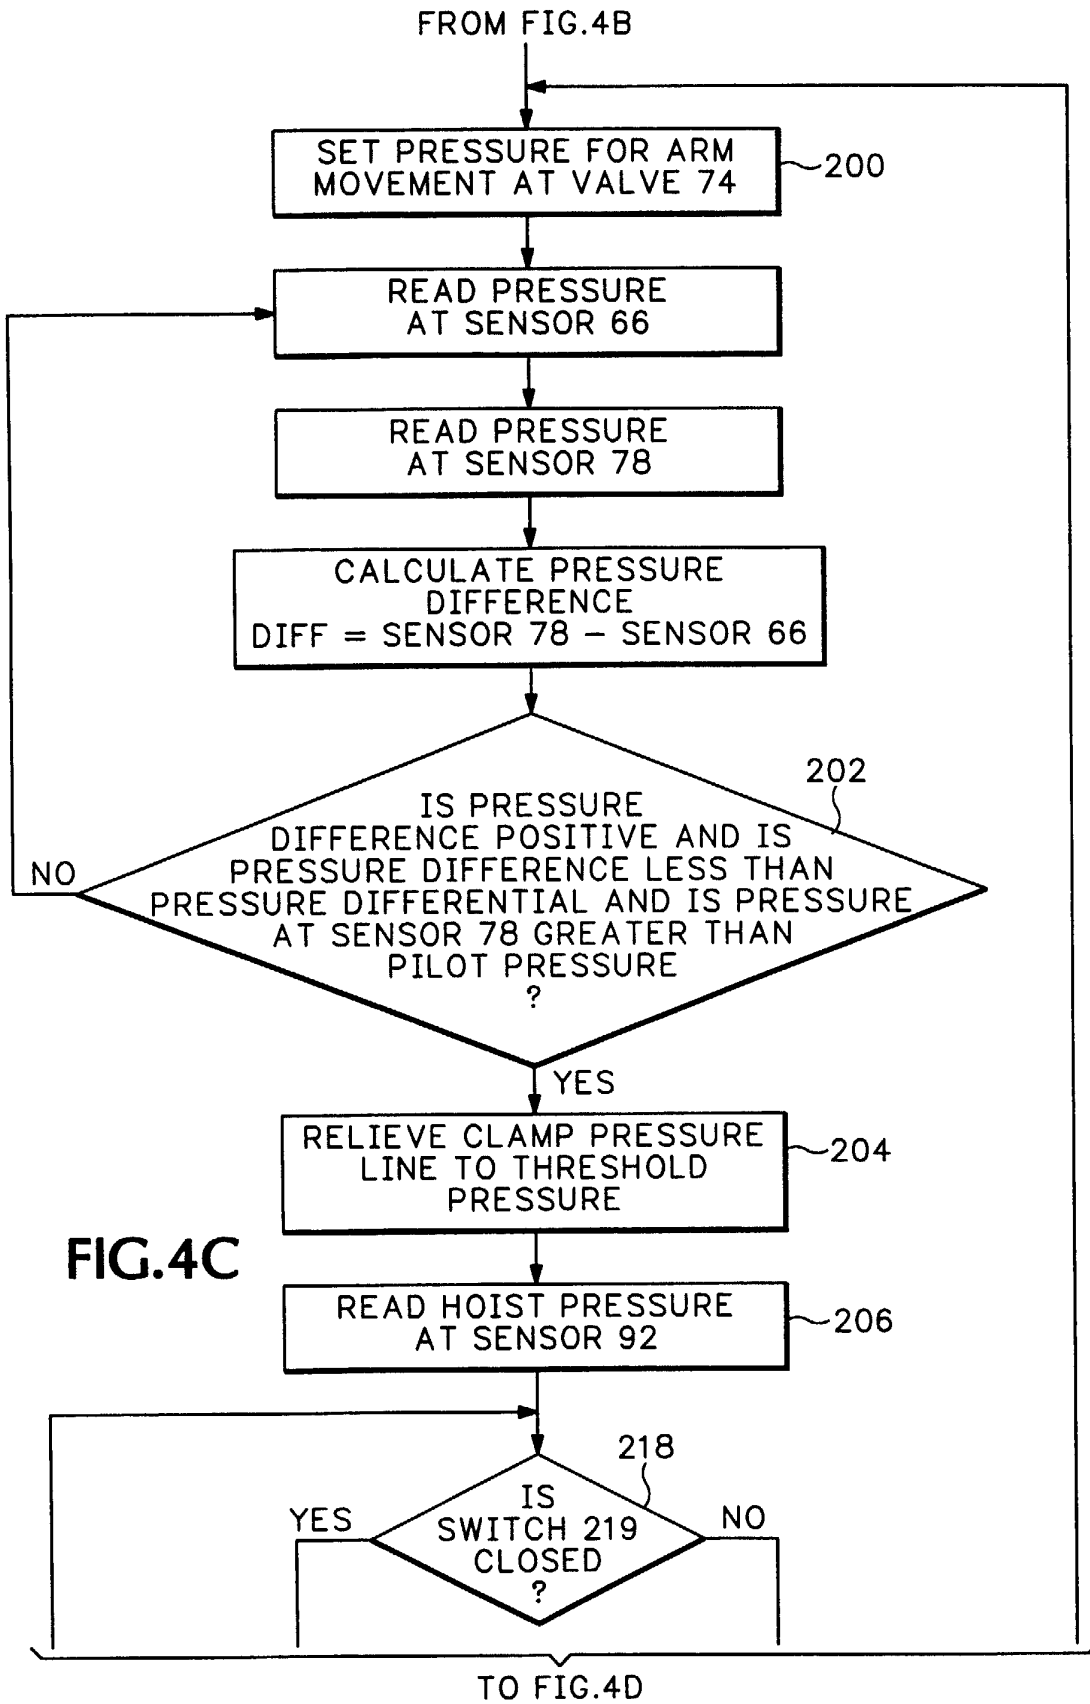 FROM FIG.4B
SET PRESSURE FOR ARM
MOVEMENT AT VALVE 74
200
READ PRESSURE
AT SENSOR 66
READ PRESSURE
AT SENSOR 78
CALCULATE PRESSURE
DIFFERENCE
DIFF = SENSOR 78 – SENSOR 66
202
IS PRESSURE
DIFFERENCE POSITIVE AND IS
PRESSURE DIFFERENCE LESS THAN
PRESSURE DIFFERENTIAL AND IS PRESSURE
AT SENSOR 78 GREATER THAN
PILOT PRESSURE
?
NO
YES
RELIEVE CLAMP PRESSURE
LINE TO THRESHOLD
PRESSURE
204
FIG.4C
READ HOIST PRESSURE
AT SENSOR 92
206
218
IS
SWITCH 219
CLOSED
?
YES
NO
TO FIG.4D